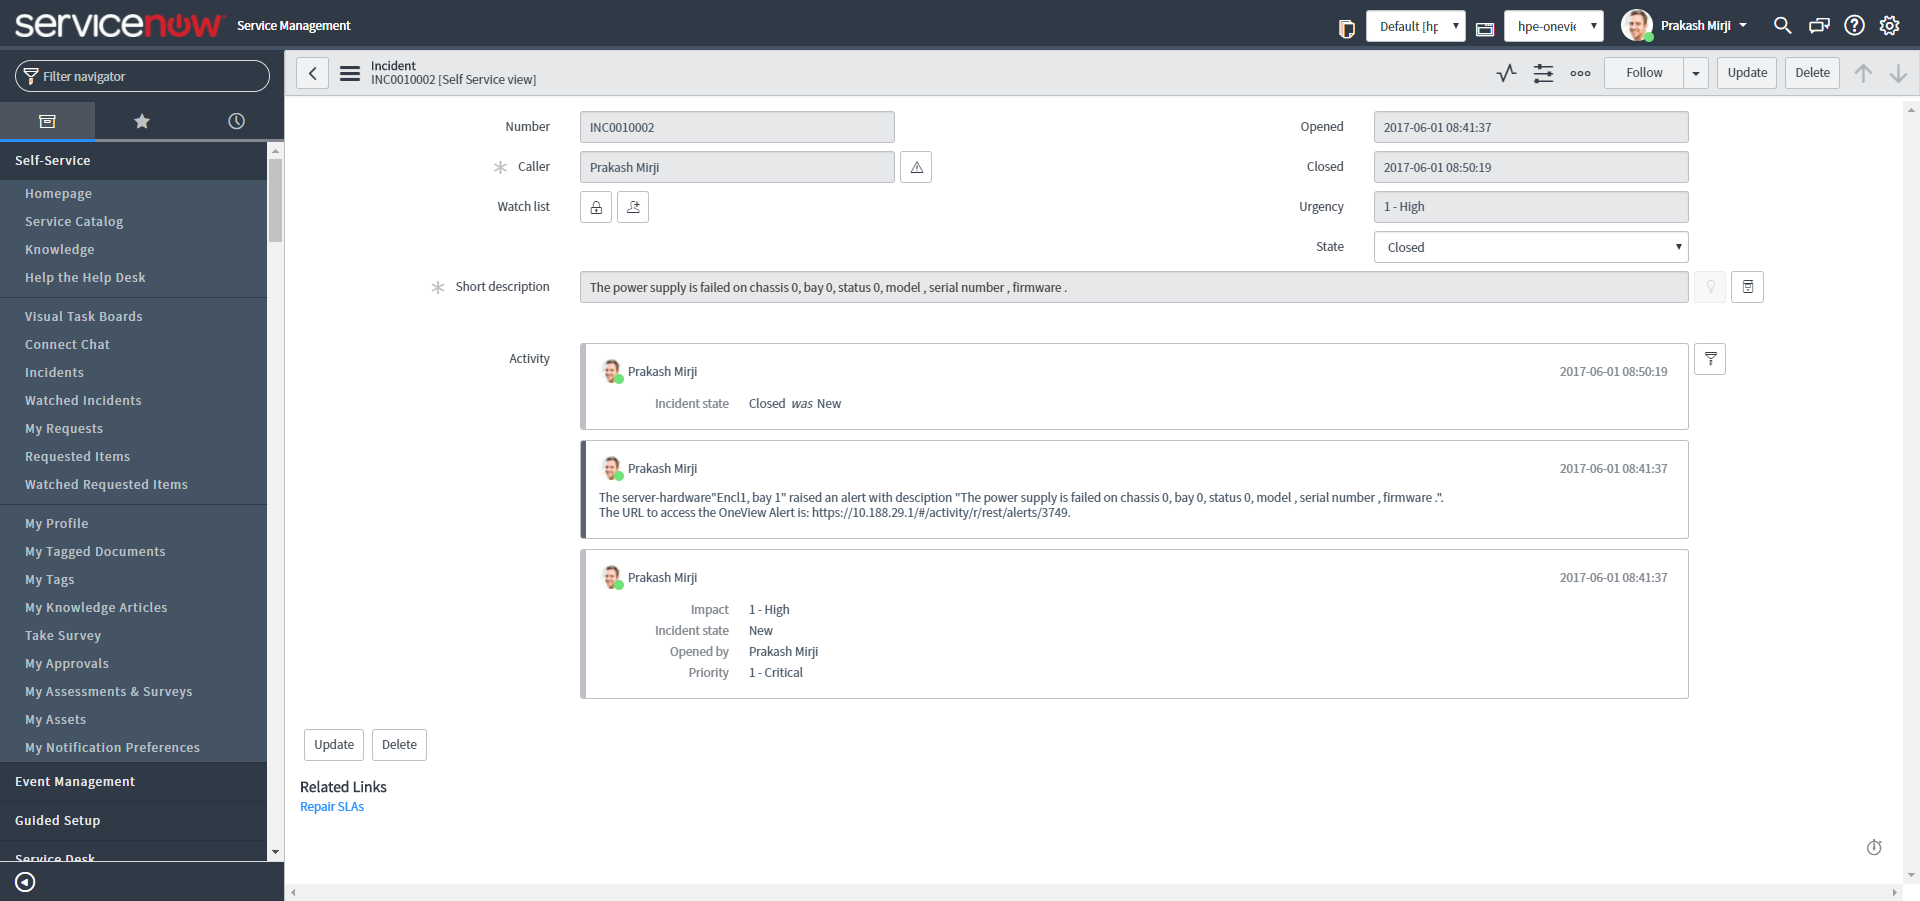 servicenow Service Management
Default [hp
hpe-onevie
Prakash Mirji
Filter navigator
Self-Service
Homepage
Service Catalog
Knowledge
Help the Help Desk
Visual Task Boards
Connect Chat
Incidents
Watched Incidents
My Requests
Requested Items
Watched Requested Items
My Profile
My Tagged Documents
My Tags
My Knowledge Articles
Take Survey
My Approvals
My Assessments & Surveys
My Assets
My Notification Preferences
Event Management
Guided Setup
Service Desk
Incident
INC0010002 [Self Service view]
Follow
Update
Delete
Number INC0010002
Caller Prakash Mirji
Watch list
Opened 2017-06-01 08:41:37
Closed 2017-06-01 08:50:19
Urgency 1 - High
State Closed
Short description The power supply is failed on chassis 0, bay 0, status 0, model , serial number , firmware .
Activity
Prakash Mirji 2017-06-01 08:50:19
Incident state Closed was New
Prakash Mirji 2017-06-01 08:41:37
The server-hardware"Encl1, bay 1" raised an alert with desciption "The power supply is failed on chassis 0, bay 0, status 0, model , serial number , firmware .".
The URL to access the OneView Alert is: https://10.188.29.1/#/activity/r/rest/alerts/3749.
Prakash Mirji 2017-06-01 08:41:37
Impact 1 - High
Incident state New
Opened by Prakash Mirji
Priority 1 - Critical
Update
Delete
Related Links
Repair SLAs